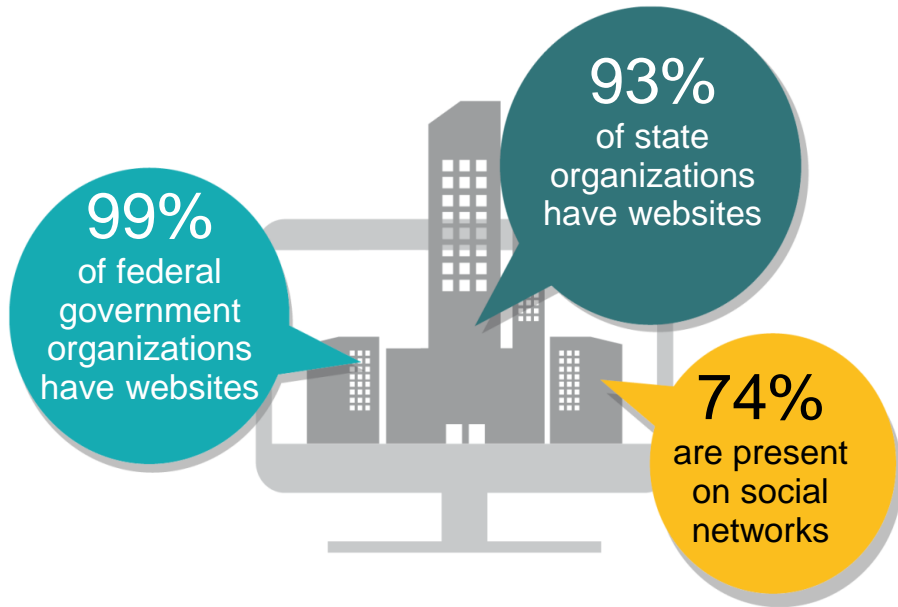 99%
of federal
government
organizations
have websites
93%
of state
organizations
have websites
74%
are present
on social
networks